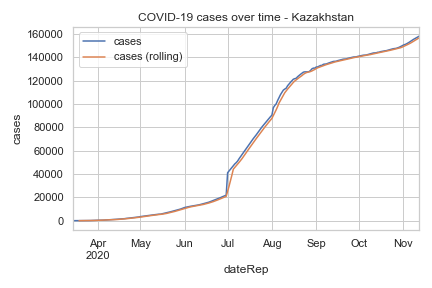 COVID-19 cases over time - Kazakhstan
cases
cases (rolling)
160000
140000
120000
100000
80000
60000
40000
20000
0
cases
Apr
2020
May
Jun
Jul
Aug
Sep
Oct
Nov
dateRep